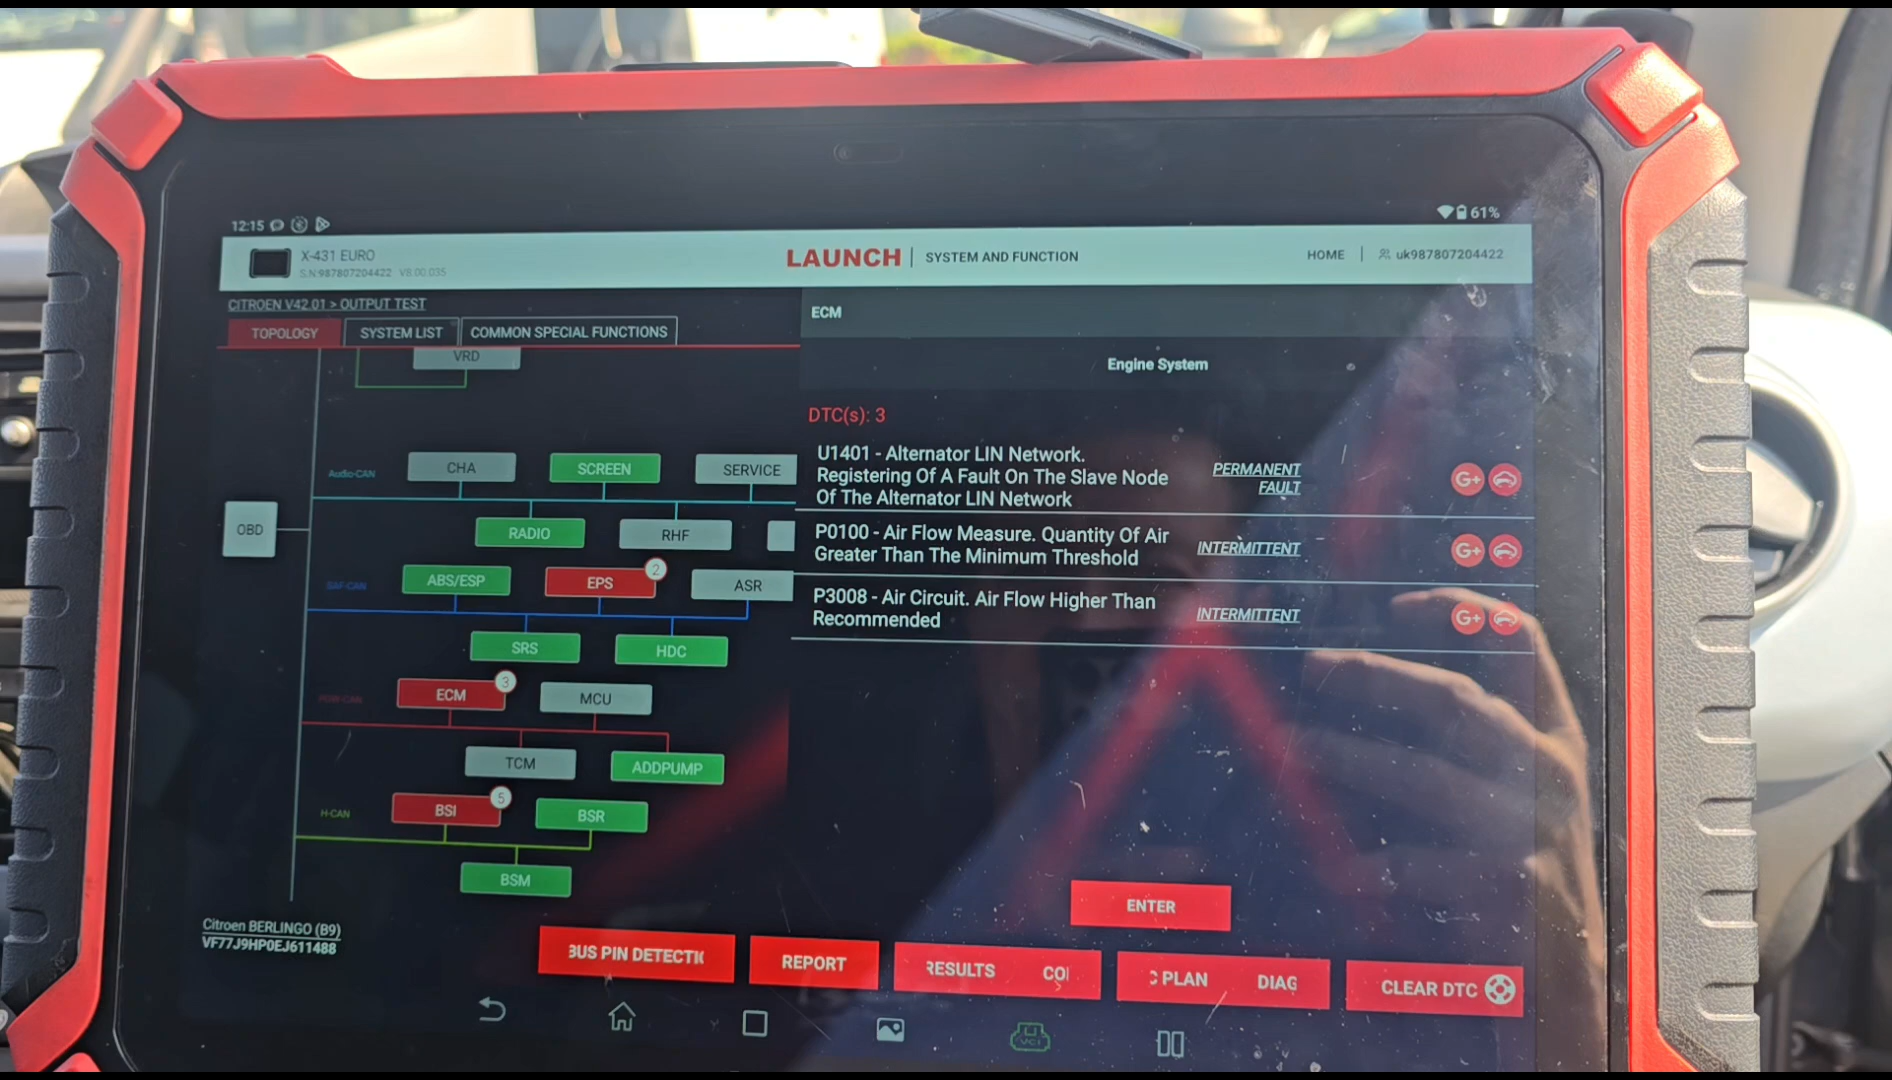 12:15
61%
X-431 EURO
S.N:987807204422 V8.00.035
LAUNCH | SYSTEM AND FUNCTION
HOME | uk987807204422
CITROEN V42.01 > OUTPUT TEST
TOPOLOGY
SYSTEM LIST
COMMON SPECIAL FUNCTIONS
VRD
Audio-CAN
CHA
SCREEN
SERVICE
OBD
RADIO
RHF
ABS/ESP
EPS
2
ASR
SRS
HDC
ECM
3
MCU
TCM
ADDPUMP
H-CAN
BSI
5
BSR
BSM
Citroen BERLINGO (B9)
VF77J9HP0EJ611488
ECM
Engine System
DTC(s): 3
U1401 - Alternator LIN Network.
Registering Of A Fault On The Slave Node
Of The Alternator LIN Network
PERMANENT
FAULT
G+
P0100 - Air Flow Measure. Quantity Of Air
Greater Than The Minimum Threshold
INTERMITTENT
G+
P3008 - Air Circuit. Air Flow Higher Than
Recommended
INTERMITTENT
G+
ENTER
BUS PIN DETECTI
REPORT
RESULTS CO
C PLAN DIAG
CLEAR DTC
VCI